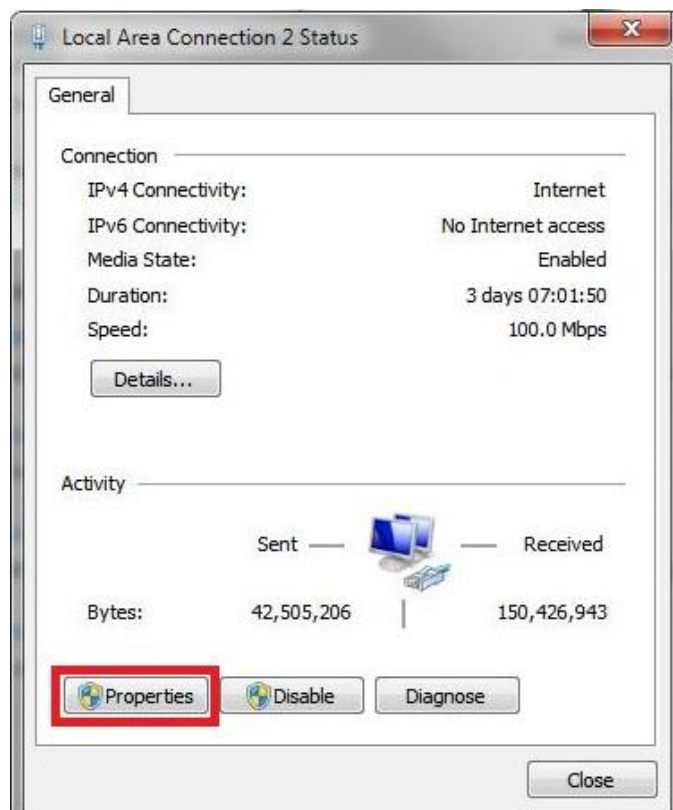 Local Area Connection 2 Status
General
Connection
IPv4 Connectivity: Internet
IPv6 Connectivity: No Internet access
Media State: Enabled
Duration: 3 days 07:01:50
Speed: 100.0 Mbps
Details...
Activity
Sent Received
Bytes: 42,505,206 150,426,943
Properties Disable Diagnose
Close